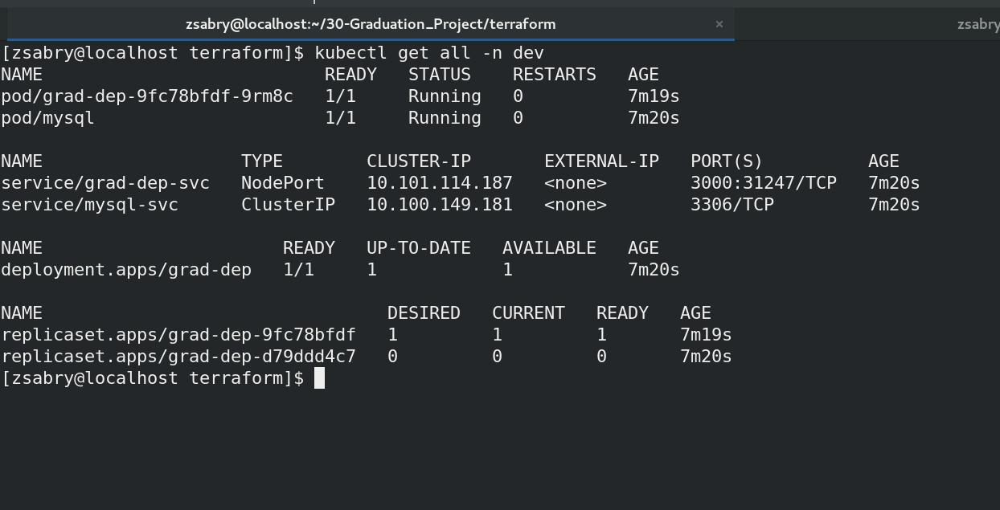 zsabry@localhost:~/30-Graduation_Project/terraform × zsabry
[zsabry@localhost terraform]$ kubectl get all -n dev
NAME                               READY   STATUS    RESTARTS   AGE
pod/grad-dep-9fc78bfdf-9rm8c   1/1     Running   0          7m19s
pod/mysql                      1/1     Running   0          7m20s
NAME                   TYPE        CLUSTER-IP       EXTERNAL-IP   PORT(S)          AGE
service/grad-dep-svc   NodePort    10.101.114.187   <none>        3000:31247/TCP   7m20s
service/mysql-svc      ClusterIP   10.100.149.181   <none>        3306/TCP         7m20s
NAME                       READY   UP-TO-DATE   AVAILABLE   AGE
deployment.apps/grad-dep   1/1     1            1           7m20s
NAME                                 DESIRED   CURRENT   READY   AGE
replicaset.apps/grad-dep-9fc78bfdf   1         1         1       7m19s
replicaset.apps/grad-dep-d79ddd4c7   0         0         0       7m20s
[zsabry@localhost terraform]$